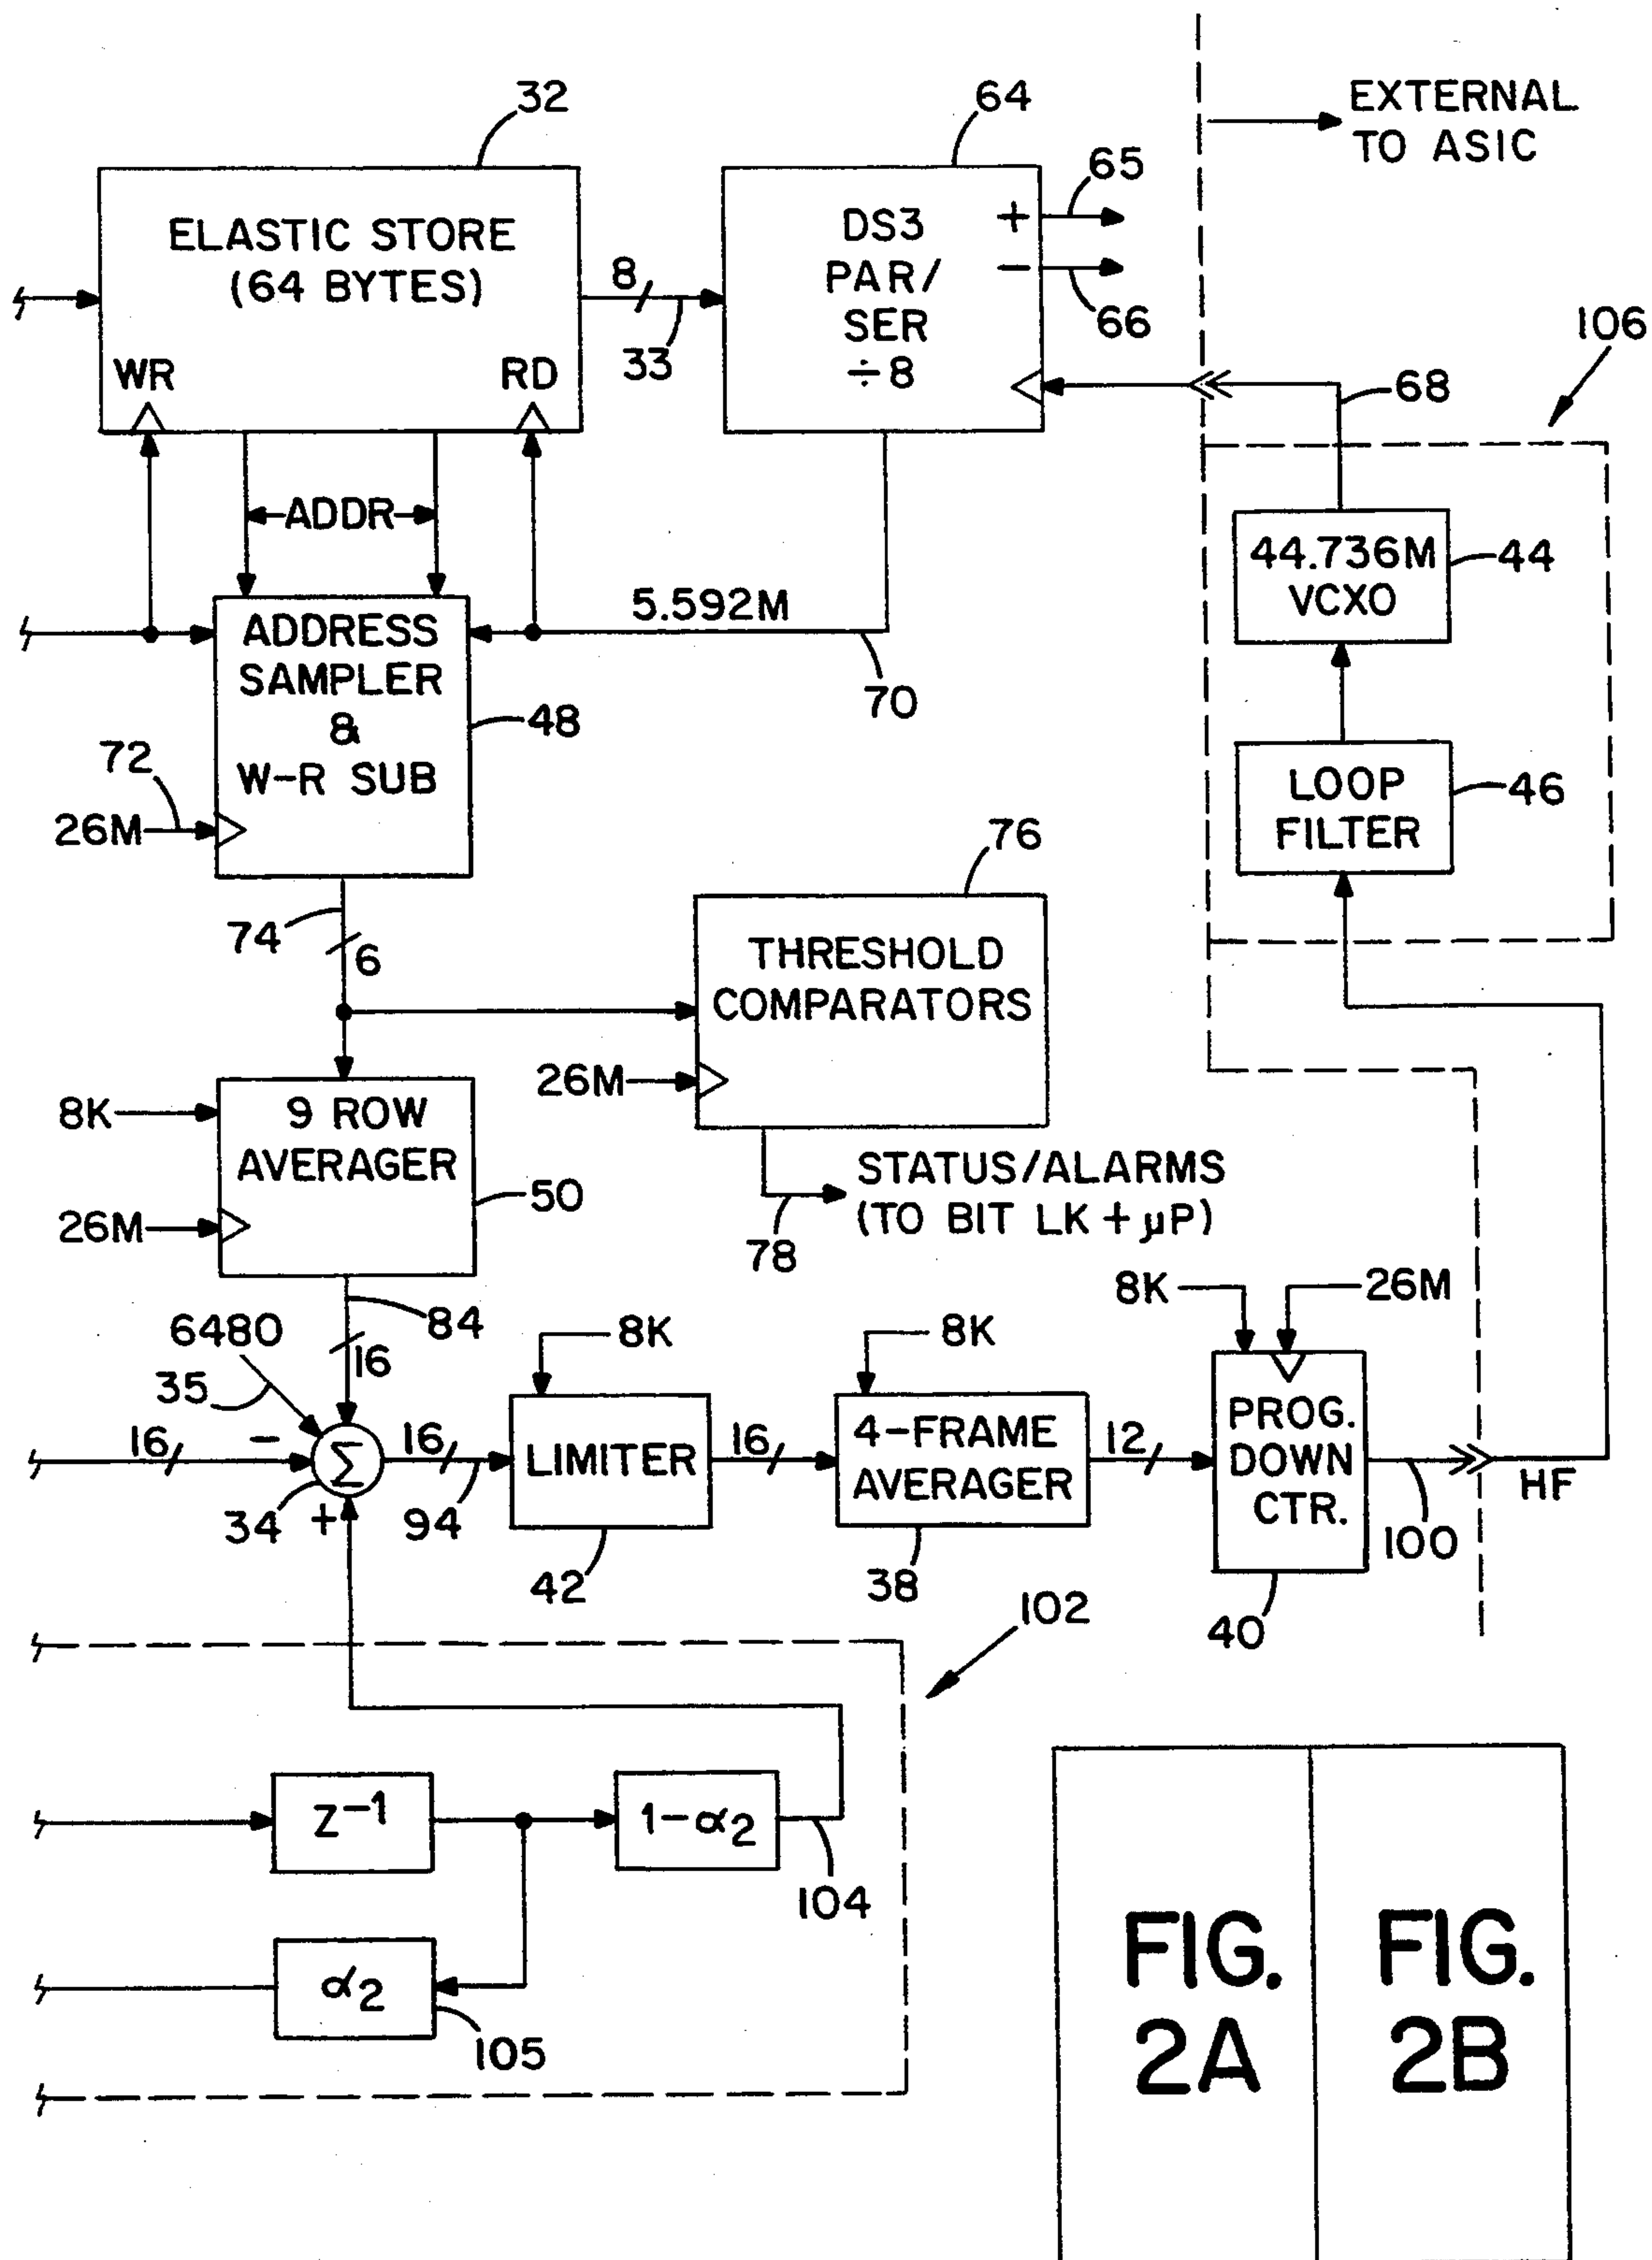 32
64
EXTERNAL
TO ASIC
ELASTIC STORE
(64 BYTES)
WR
RD
8
33
DS3
PAR/
SER
÷8
+
65
−
66
106
68
ADDR
5.592M
70
44.736M
VCXO
44
ADDRESS
SAMPLER
&
W-R SUB
48
72
26M
LOOP
FILTER
46
76
74
6
THRESHOLD
COMPARATORS
26M
8K
9 ROW
AVERAGER
26M
50
STATUS/ALARMS
(TO BIT LK + µP)
78
84
16
6480
35
8K
8K
8K
26M
16
−
Σ
+
34
16
94
LIMITER
42
16
4-FRAME
AVERAGER
38
12
PROG.
DOWN
CTR.
40
100
HF
102
Z⁻¹
1-α2
104
α2
105
FIG.
2A
FIG.
2B